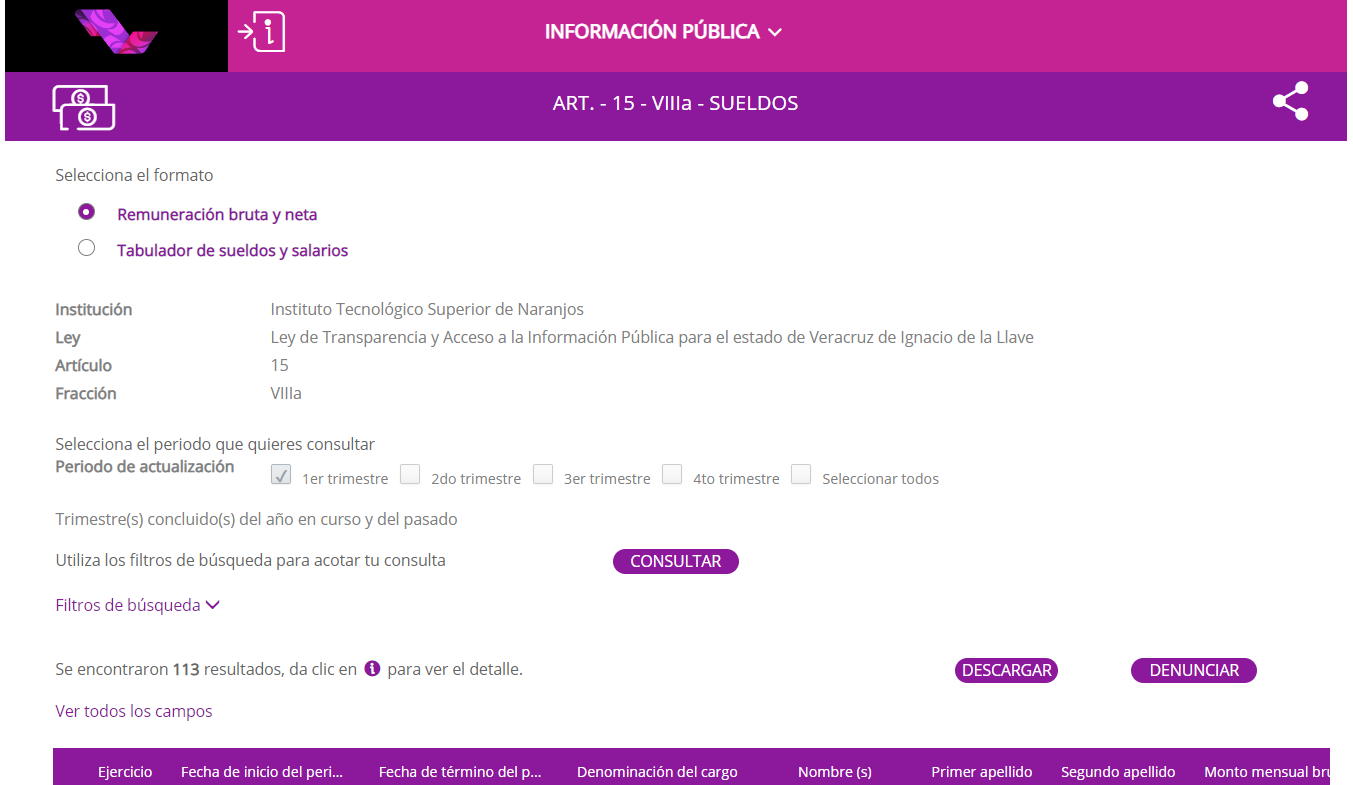 INFORMACIÓN PÚBLICA
ART. - 15 - VIIIa - SUELDOS
Selecciona el formato
Remuneración bruta y neta
Tabulador de sueldos y salarios
Institución Instituto Tecnológico Superior de Naranjos
Ley Ley de Transparencia y Acceso a la Información Pública para el estado de Veracruz de Ignacio de la Llave
Artículo 15
Fracción VIIIa
Selecciona el periodo que quieres consultar
Periodo de actualización 1er trimestre 2do trimestre 3er trimestre 4to trimestre Seleccionar todos
Trimestre(s) concluido(s) del año en curso y del pasado
Utiliza los filtros de búsqueda para acotar tu consulta CONSULTAR
Filtros de búsqueda
Se encontraron 113 resultados, da clic en i para ver el detalle. DESCARGAR DENUNCIAR
Ver todos los campos
Ejercicio Fecha de inicio del peri... Fecha de término del p... Denominación del cargo Nombre (s) Primer apellido Segundo apellido Monto mensual bru